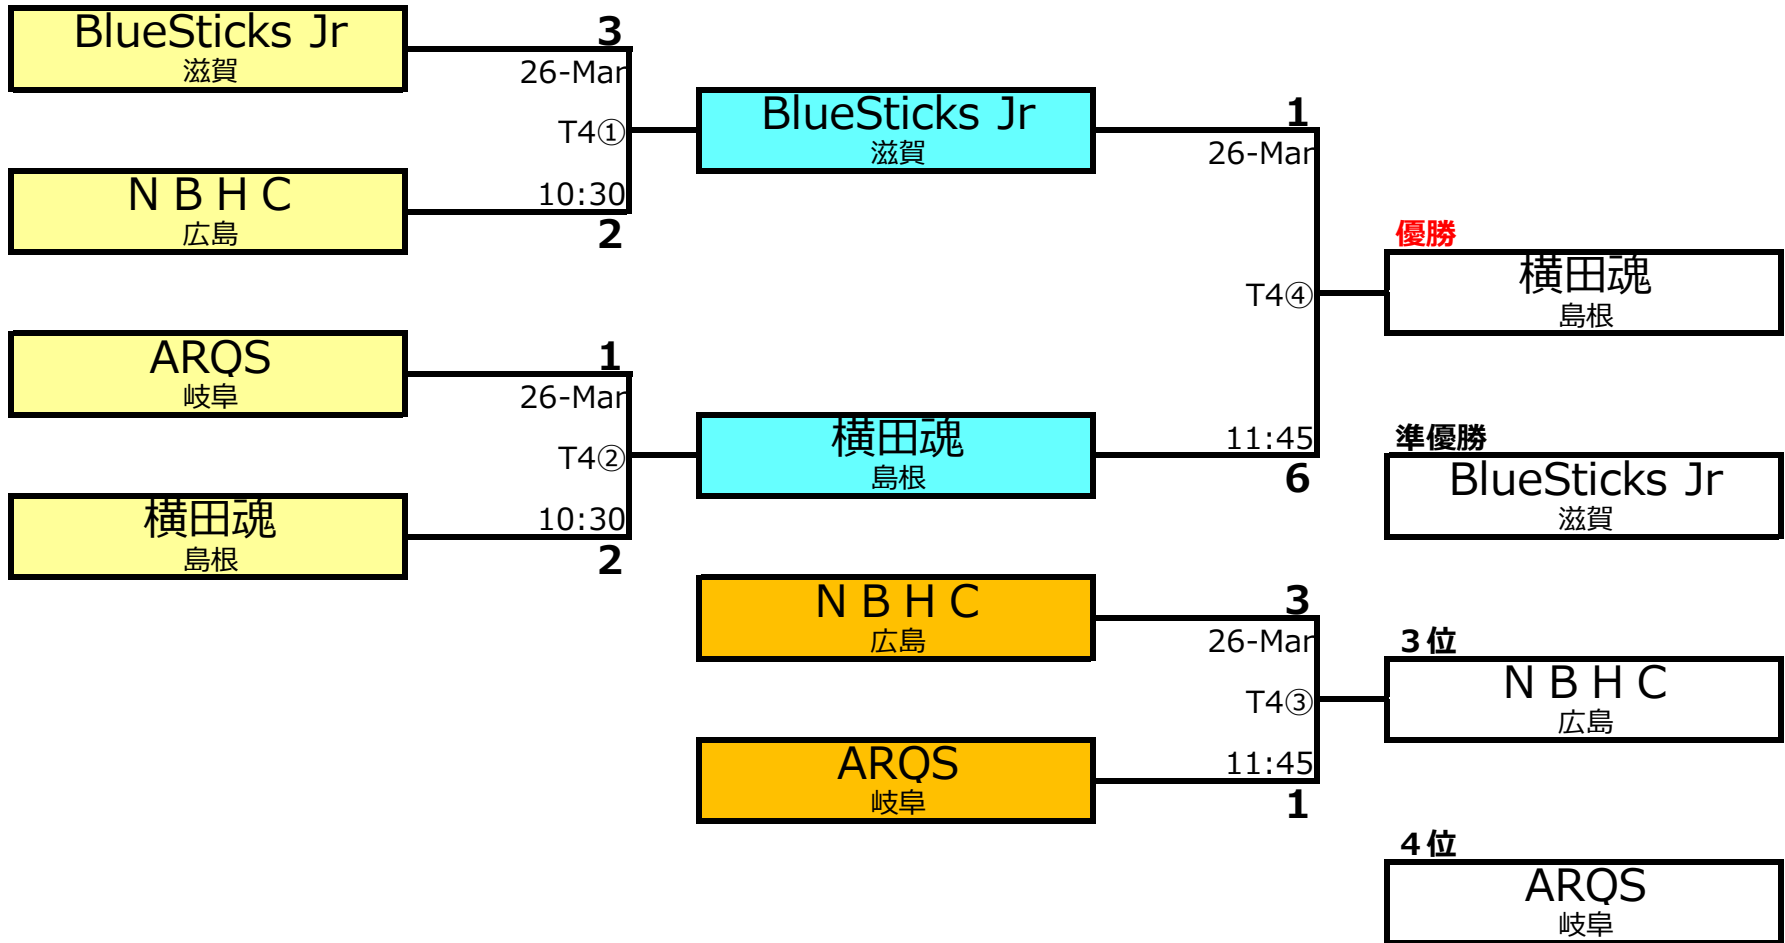 BlueSticks Jr
滋賀
3
26-Mar
T4①
10:30
2
ＮＢＨＣ
広島
ARQS
岐阜
1
26-Mar
T4②
10:30
2
横田魂
島根
BlueSticks Jr
滋賀
1
26-Mar
T4④
11:45
6
横田魂
島根
ＮＢＨＣ
広島
3
26-Mar
T4③
11:45
1
ARQS
岐阜
優勝
横田魂
島根
準優勝
BlueSticks Jr
滋賀
３位
ＮＢＨＣ
広島
４位
ARQS
岐阜